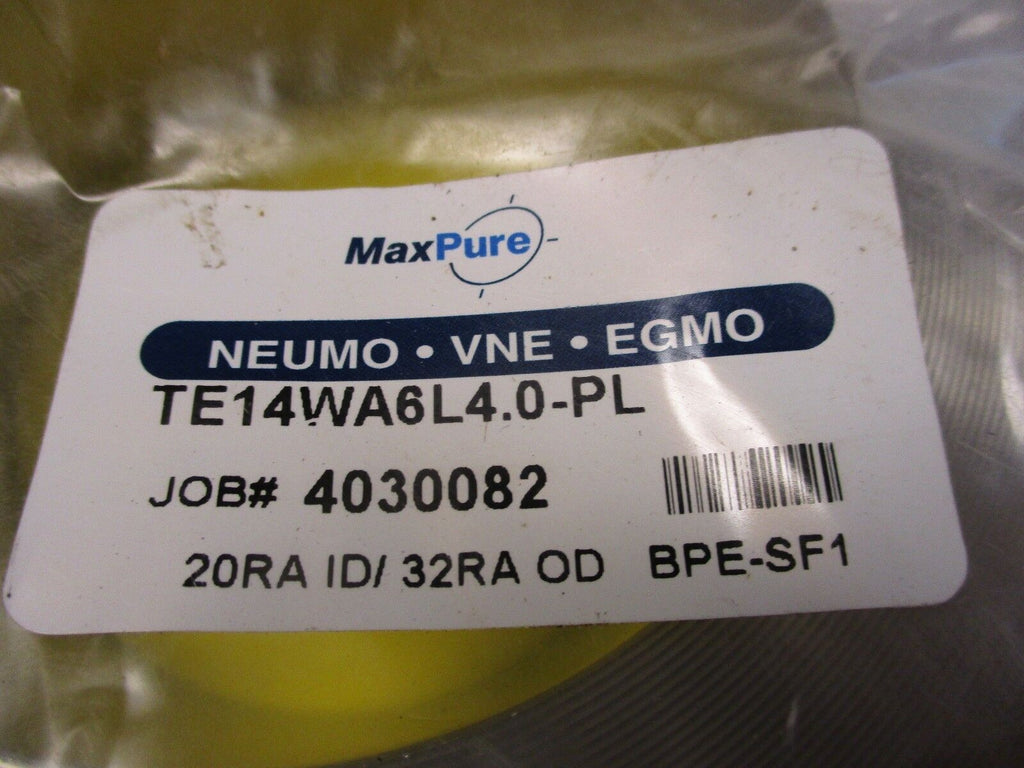 MaxPure
NEUMO • VNE • EGMO
TE14WA6L4.0-PL
JOB# 4030082
20RA ID/ 32RA OD BPE-SF1